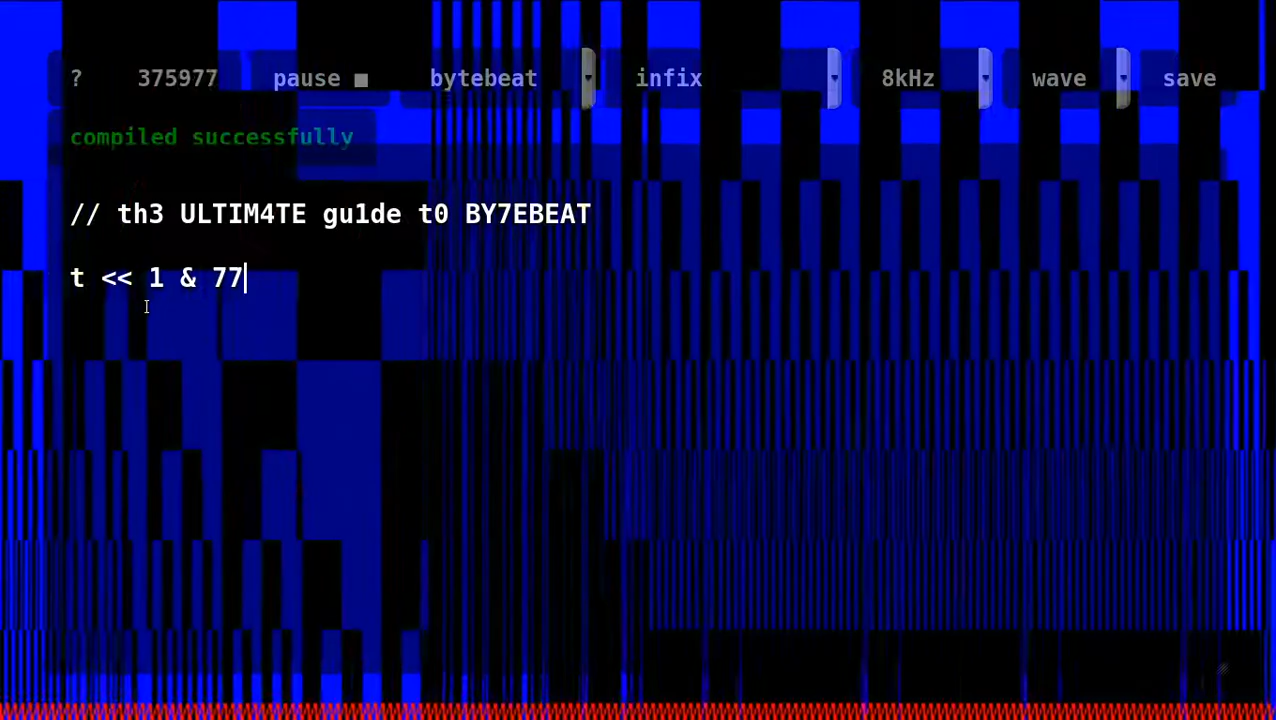 ? 375977 pause ■ bytebeat infix 8kHz wave save
compiled successfully
// th3 ULTIM4TE gu1de t0 BY7EBEAT
t << 1 & 77